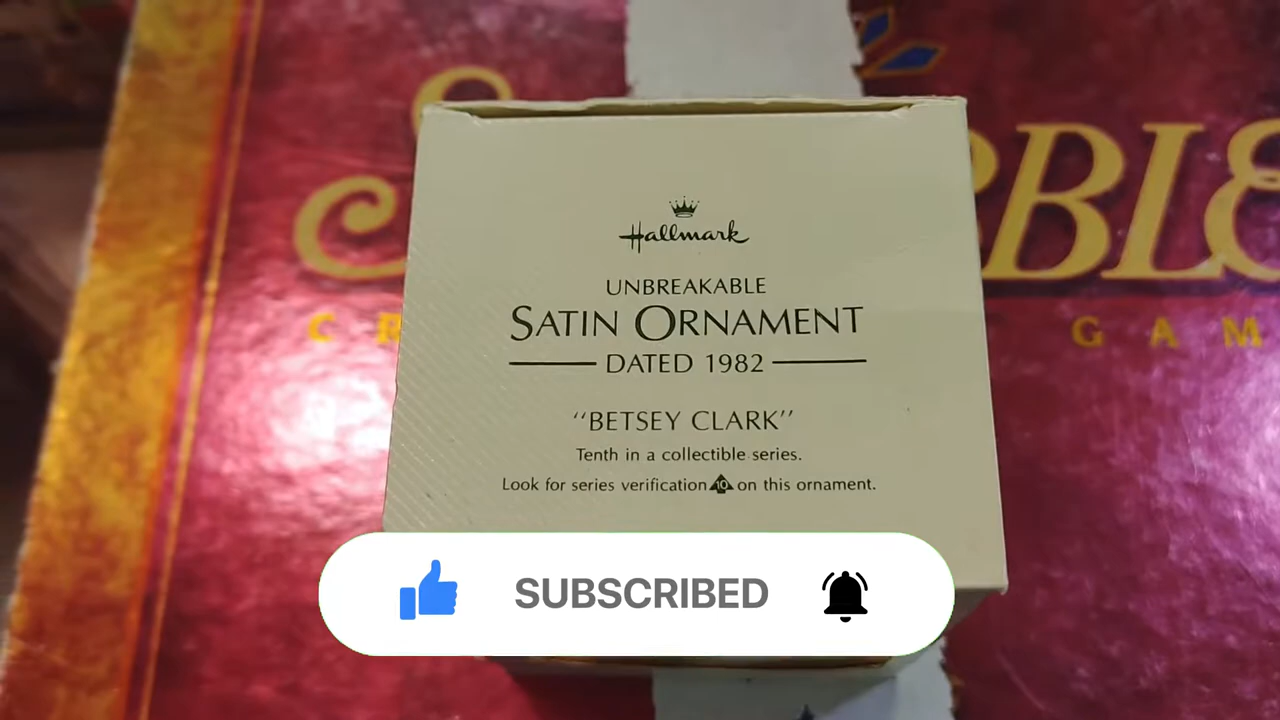 Hallmark
UNBREAKABLE
SATIN ORNAMENT
DATED 1982
“BETSEY CLARK”
Tenth in a collectible series.
Look for series verification 10 on this ornament.
SUBSCRIBED